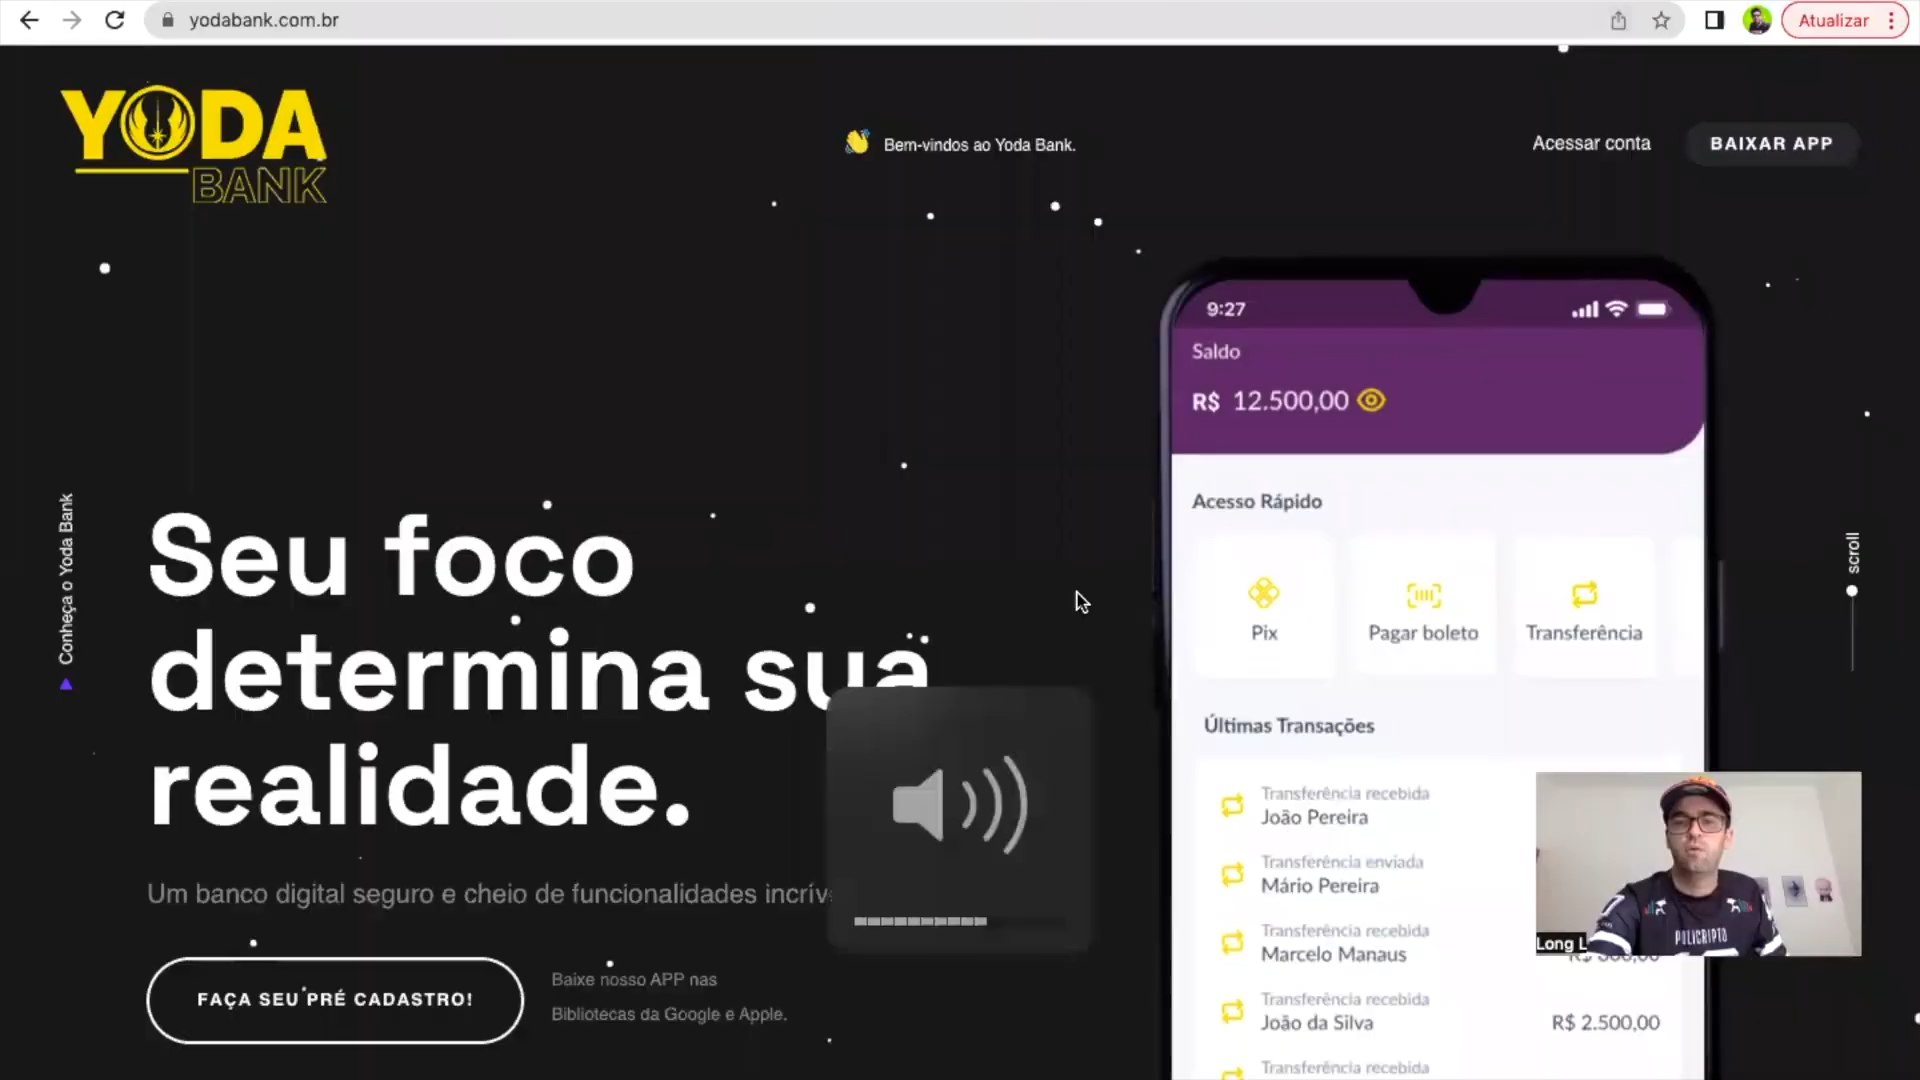 yodabank.com.br
Atualizar
YODA
BANK
Bem-vindos ao Yoda Bank.
Acessar conta
BAIXAR APP
Conheça o Yoda Bank
Seu foco
determina sua
realidade.
Um banco digital seguro e cheio de funcionalidades
FAÇA SEU PRÉ CADASTRO!
Baixe nosso APP nas
Bibliotecas da Google e Apple.
9:27
Saldo
R$ 12.500,00
Acesso Rápido
Pix
Pagar boleto
Transferência
Últimas Transações
Transferência recebida
João Pereira
Transferência enviada
Mário Pereira
Transferência recebida
Marcelo Manaus
Transferência recebida
João da Silva
R$ 2.500,00
Transferência recebida
scroll
Long L
POLICRIPTO